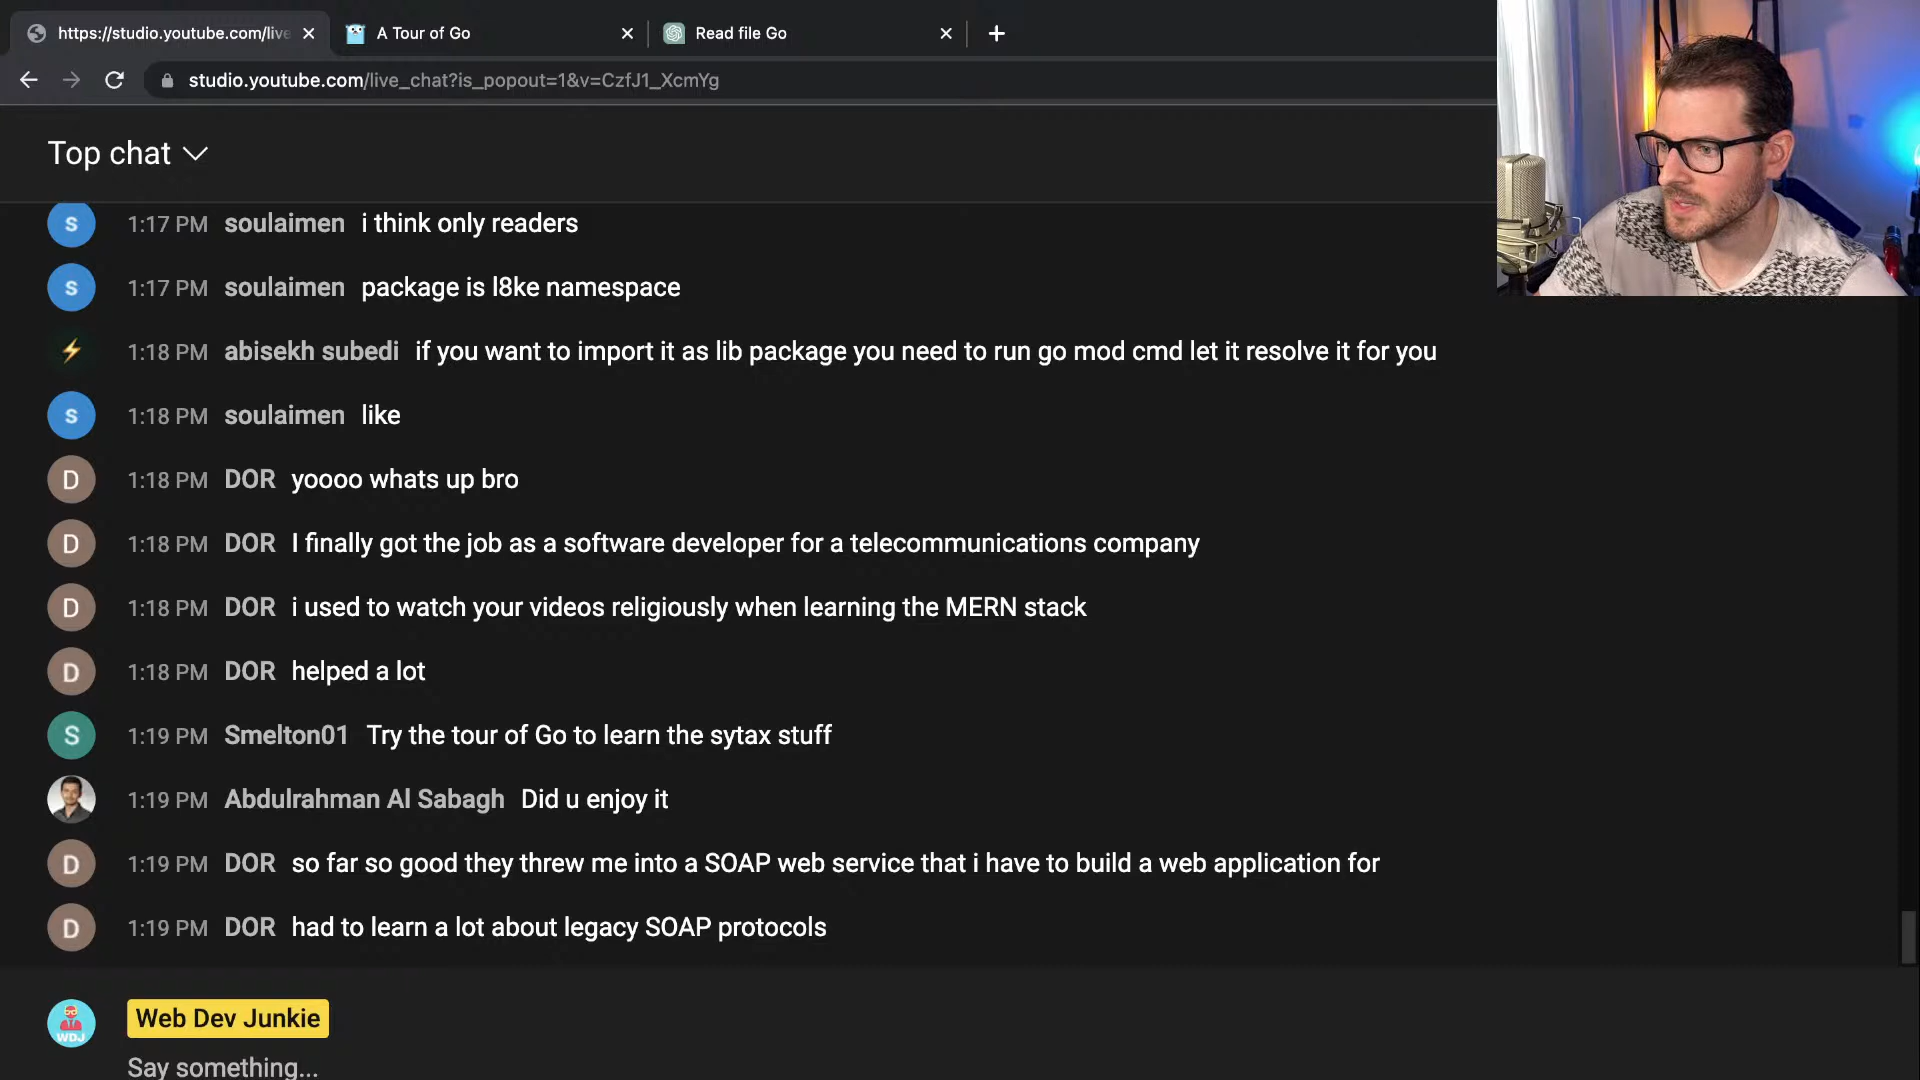 https://studio.youtube.com/live
A Tour of Go
Read file Go
studio.youtube.com/live_chat?is_popout=1&v=CzfJ1_XcmYg
Top chat
S 1:17 PM soulaimen i think only readers
S 1:17 PM soulaimen package is l8ke namespace
1:18 PM abisekh subedi if you want to import it as lib package you need to run go mod cmd let it resolve it for you
S 1:18 PM soulaimen like
D 1:18 PM DOR yoooo whats up bro
D 1:18 PM DOR I finally got the job as a software developer for a telecommunications company
D 1:18 PM DOR i used to watch your videos religiously when learning the MERN stack
D 1:18 PM DOR helped a lot
S 1:19 PM Smelton01 Try the tour of Go to learn the sytax stuff
1:19 PM Abdulrahman Al Sabagh Did u enjoy it
D 1:19 PM DOR so far so good they threw me into a SOAP web service that i have to build a web application for
D 1:19 PM DOR had to learn a lot about legacy SOAP protocols
WDJ Web Dev Junkie
Say something...